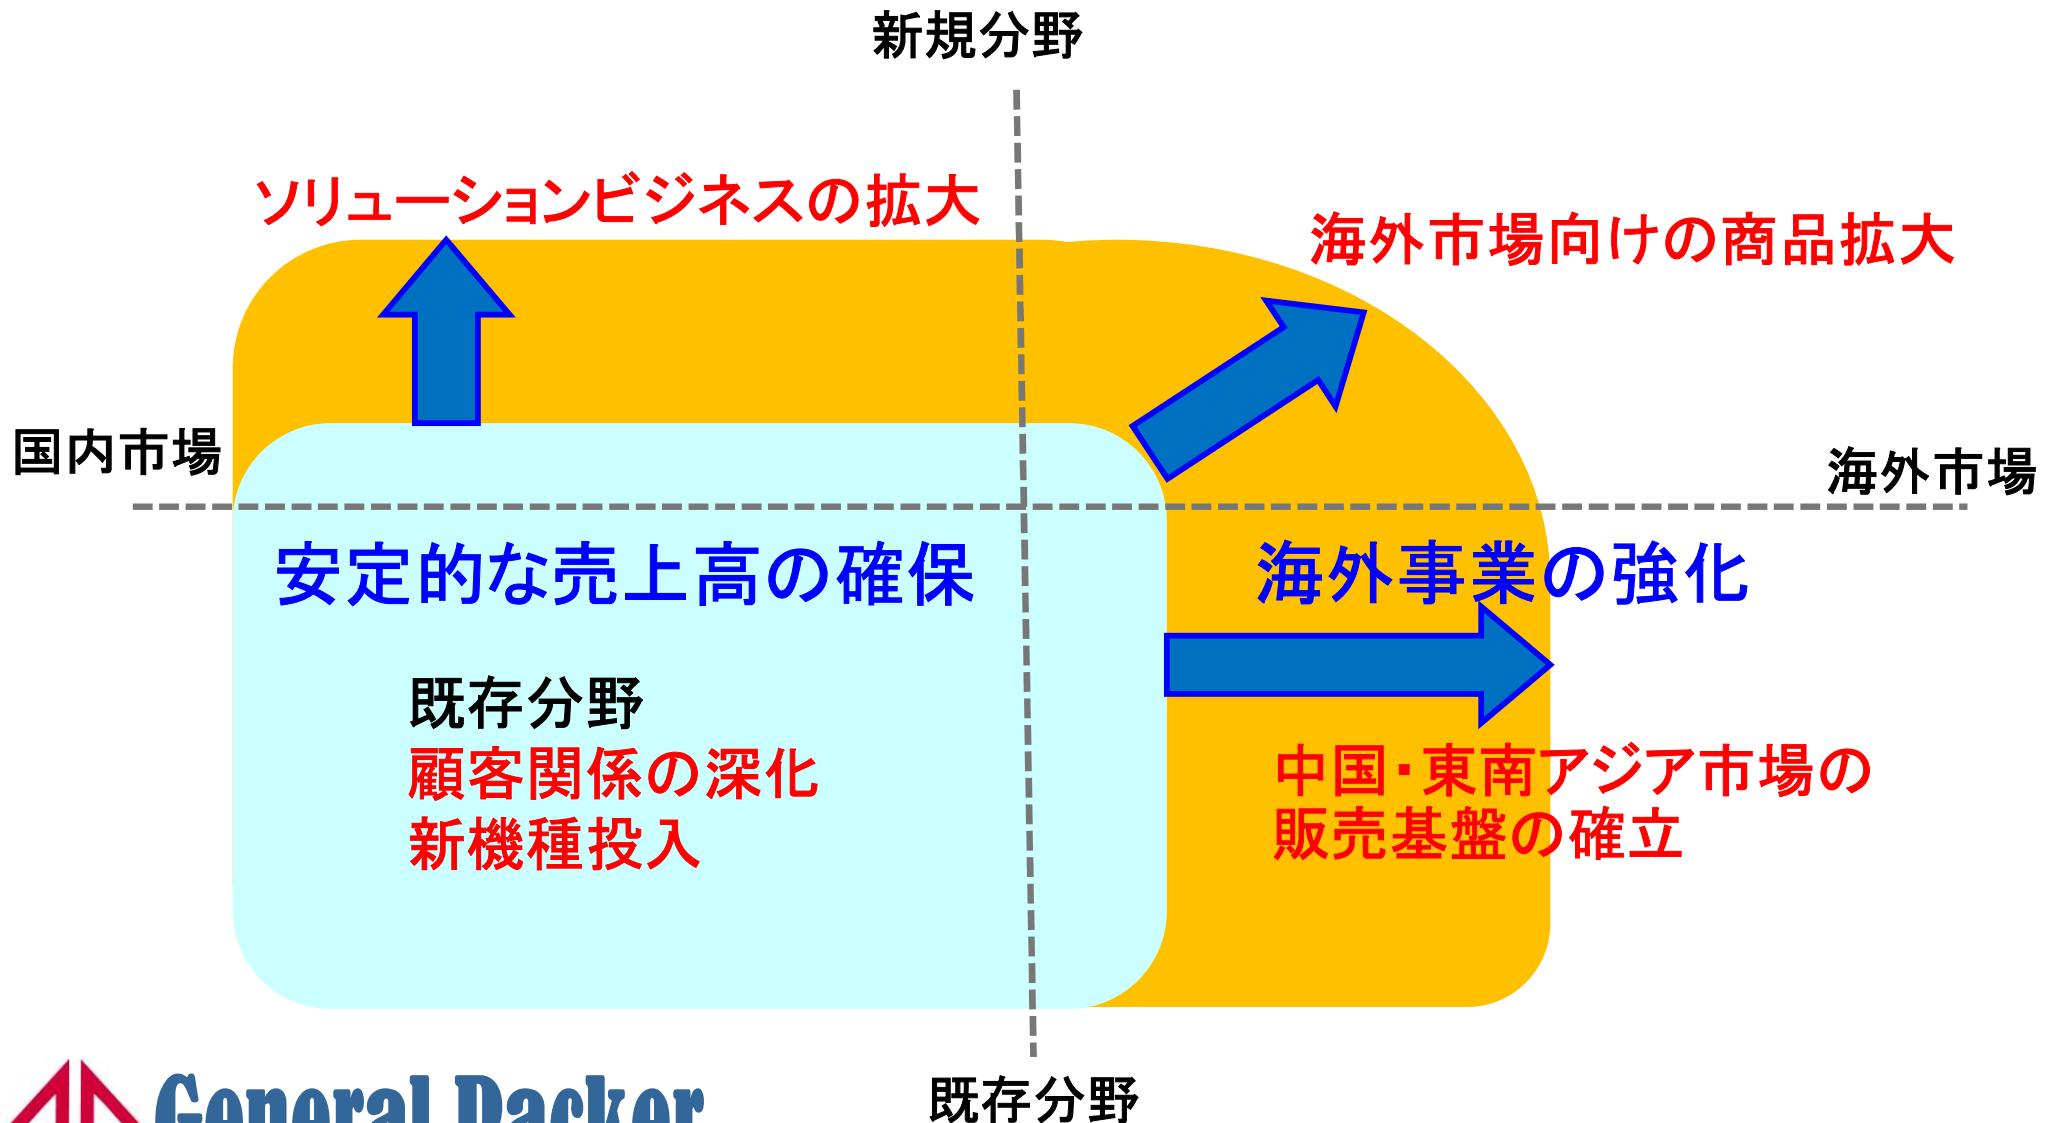 新規分野
ソリューションビジネスの拡大
海外市場向けの商品拡大
国内市場
海外市場
安定的な売上高の確保
海外事業の強化
既存分野
顧客関係の深化
新機種投入
中国・東南アジア市場の
販売基盤の確立
General Packer
既存分野